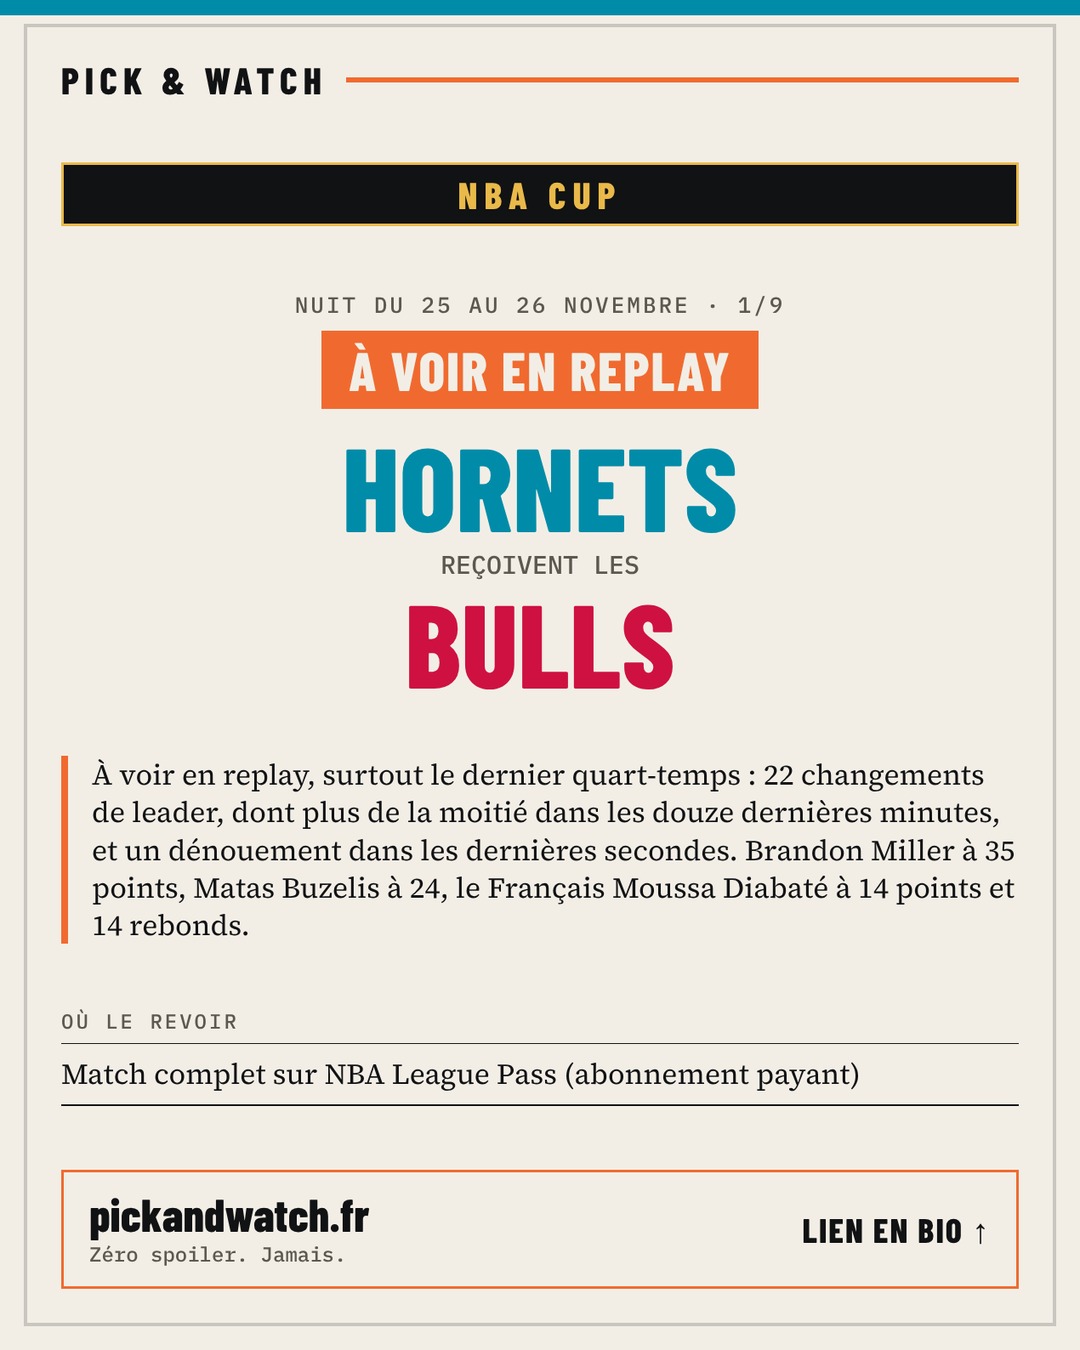 PICK & WATCH
NBA CUP
NUIT DU 25 AU 26 NOVEMBRE · 1/9
À VOIR EN REPLAY
HORNETS
REÇOIVENT LES
BULLS
À voir en replay, surtout le dernier quart-temps : 22 changements
de leader, dont plus de la moitié dans les douze dernières minutes,
et un dénouement dans les dernières secondes. Brandon Miller à 35
points, Matas Buzelis à 24, le Français Moussa Diabaté à 14 points et
14 rebonds.
OÙ LE REVOIR
Match complet sur NBA League Pass (abonnement payant)
pickandwatch.fr
Zéro spoiler. Jamais.
LIEN EN BIO ↑